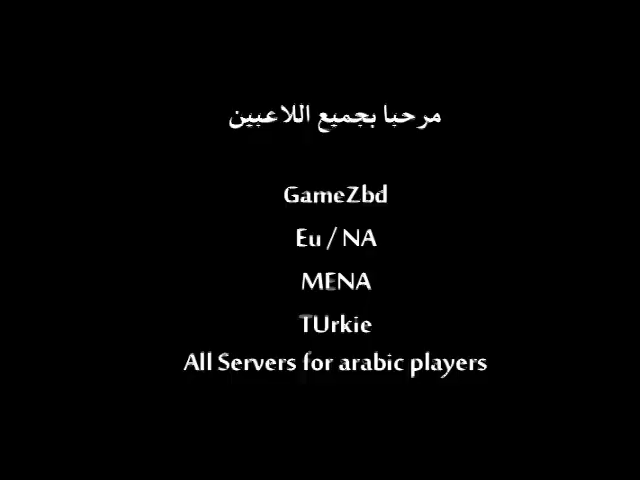 مرحبا بجميع اللاعبين
GameZbd
Eu / NA
MENA
TUrkie
All Servers for arabic players